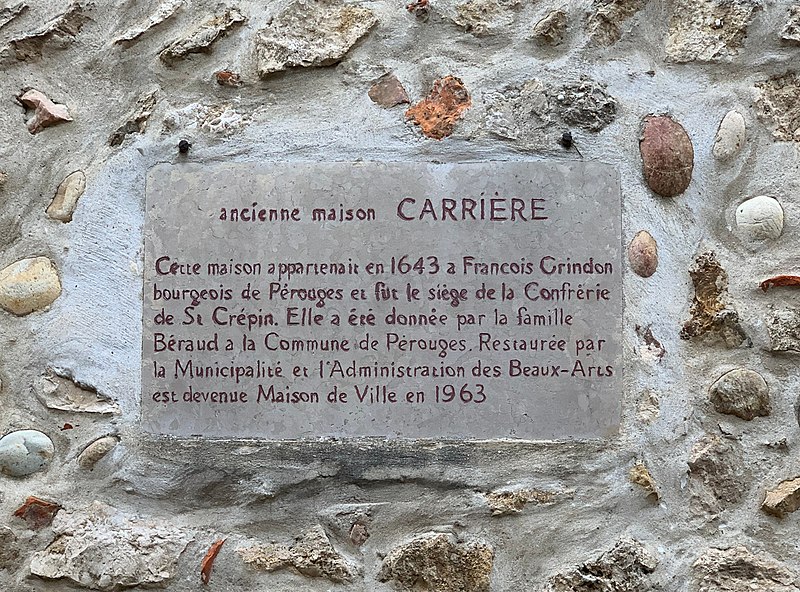 ancienne maison CARRIÈRE
Cette maison appartenait en 1643 a Francois Grindon
bourgeois de Pérouges et fût le siège de la Confrérie
de St Crépin. Elle a été donnée par la famille
Béraud a la Commune de Pérouges. Restaurée par
la Municipalité et l'Administration des Beaux-Arts
est devenue Maison de Ville en 1963